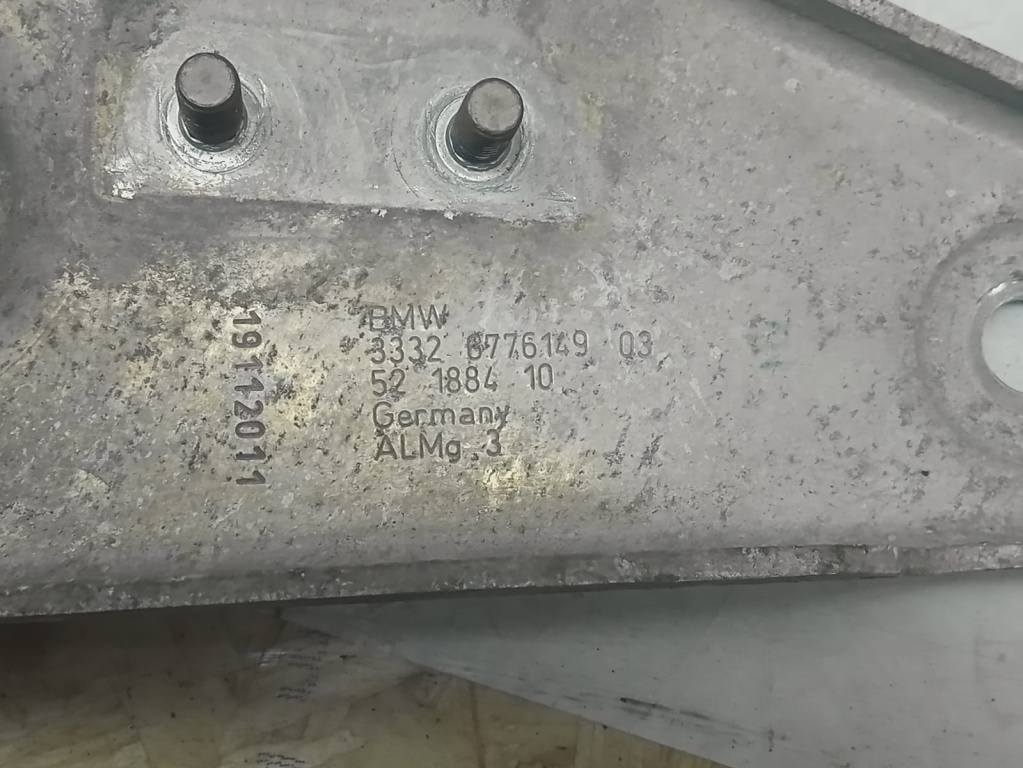 BMW
3332 6776149 03
52 1884 10
Germany
ALMg 3
19112011